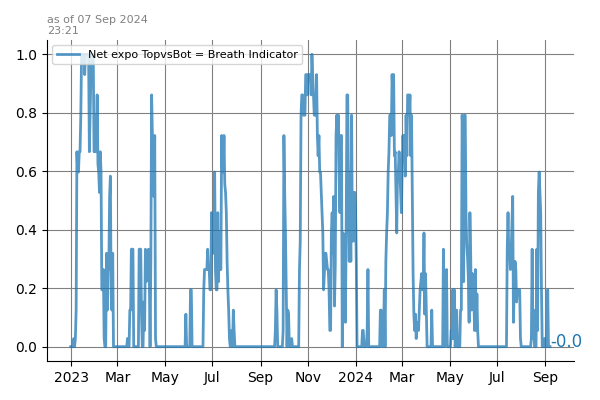 as of 07 Sep 2024
23:21
Net expo TopvsBot = Breath Indicator
1.0
0.8
0.6
0.4
0.2
0.0
-0.0
2023 Mar May Jul Sep Nov 2024 Mar May Jul Sep